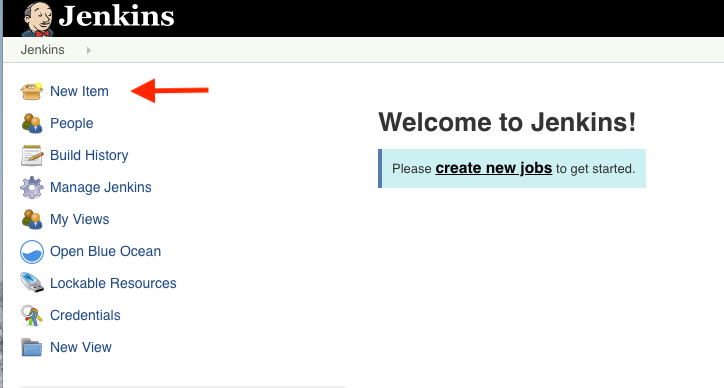 Jenkins
Jenkins
New Item
People
Build History
Manage Jenkins
My Views
Open Blue Ocean
Lockable Resources
Credentials
New View
Welcome to Jenkins!
Please create new jobs to get started.